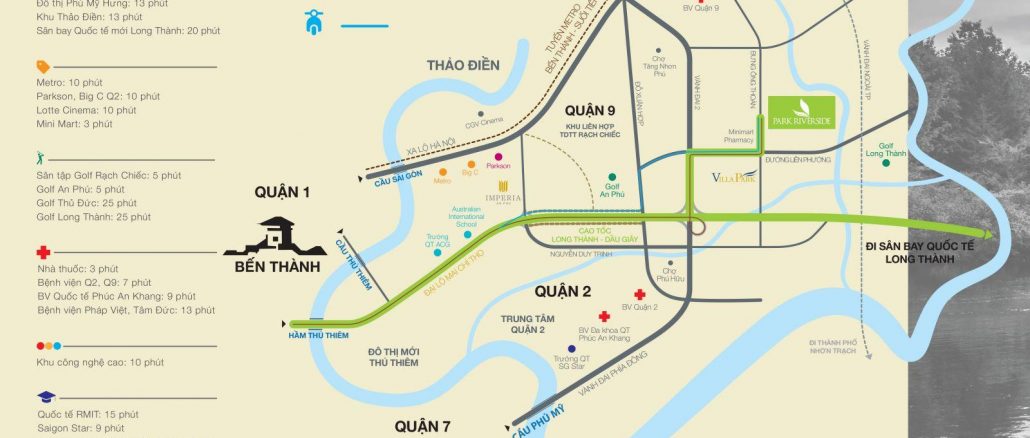 Đô thị Phú Mỹ Hưng: 13 phút
Khu Thảo Điền: 13 phút
Sân bay Quốc tế mới Long Thành: 20 phút
Metro: 10 phút
Parkson, Big C Q2: 10 phút
Lotte Cinema: 10 phút
Mini Mart: 3 phút
Sân tập Golf Rạch Chiếc: 5 phút
Golf An Phú: 5 phút
Golf Thủ Đức: 25 phút
Golf Long Thành: 25 phút
Nhà thuốc: 3 phút
Bệnh viện Q2, Q9: 7 phút
BV Quốc tế Phúc An Khang: 9 phút
Bệnh viện Pháp Việt, Tâm Đức: 13 phút
Khu công nghệ cao: 10 phút
Quốc tế RMIT: 15 phút
Saigon Star: 9 phút
QUẬN 1
BẾN THÀNH
HẦM THỦ THIÊM
CẦU THỦ THIÊM
CẦU SÀI GÒN
XA LỘ HÀ NỘI
THẢO ĐIỀN
CGV Cinema
Metro
Big C
Parkson
IMPERIA
AN PHÚ
Australian
International
School
Trường
QT ACG
ĐẠI LỘ MAI CHÍ THỌ
ĐÔ THỊ MỚI
THỦ THIÊM
QUẬN 7
CẦU PHÚ MỸ
TUYẾN METRO
BẾN THÀNH - SUỐI TIÊN
QUẬN 9
KHU LIÊN HỢP
TDTT RẠCH CHIẾC
Golf
An Phú
CAO TỐC
LONG THÀNH - DẦU GIÂY
NGUYỄN DUY TRINH
QUẬN 2
TRUNG TÂM
QUẬN 2
BV Quận 2
BV Đa khoa QT
Phúc An Khang
Trường QT
SG Star
VÀNH ĐAI PHÍA ĐÔNG
Chợ
Phú Hữu
Chợ
Tăng Nhơn
Phú
ĐỖ XUÂN HỢP
BV Quận 9
VÀNH ĐAI 2
BƯNG ÔNG THOÀN
PARK RIVERSIDE
Minimart
Pharmacy
ĐƯỜNG LIÊN PHƯỜNG
VILLA PARK
VÀNH ĐAI NGOÀI TP
Golf
Long Thành
ĐI SÂN BAY QUỐC TẾ
LONG THÀNH
ĐI THÀNH PHỐ
NHƠN TRẠCH